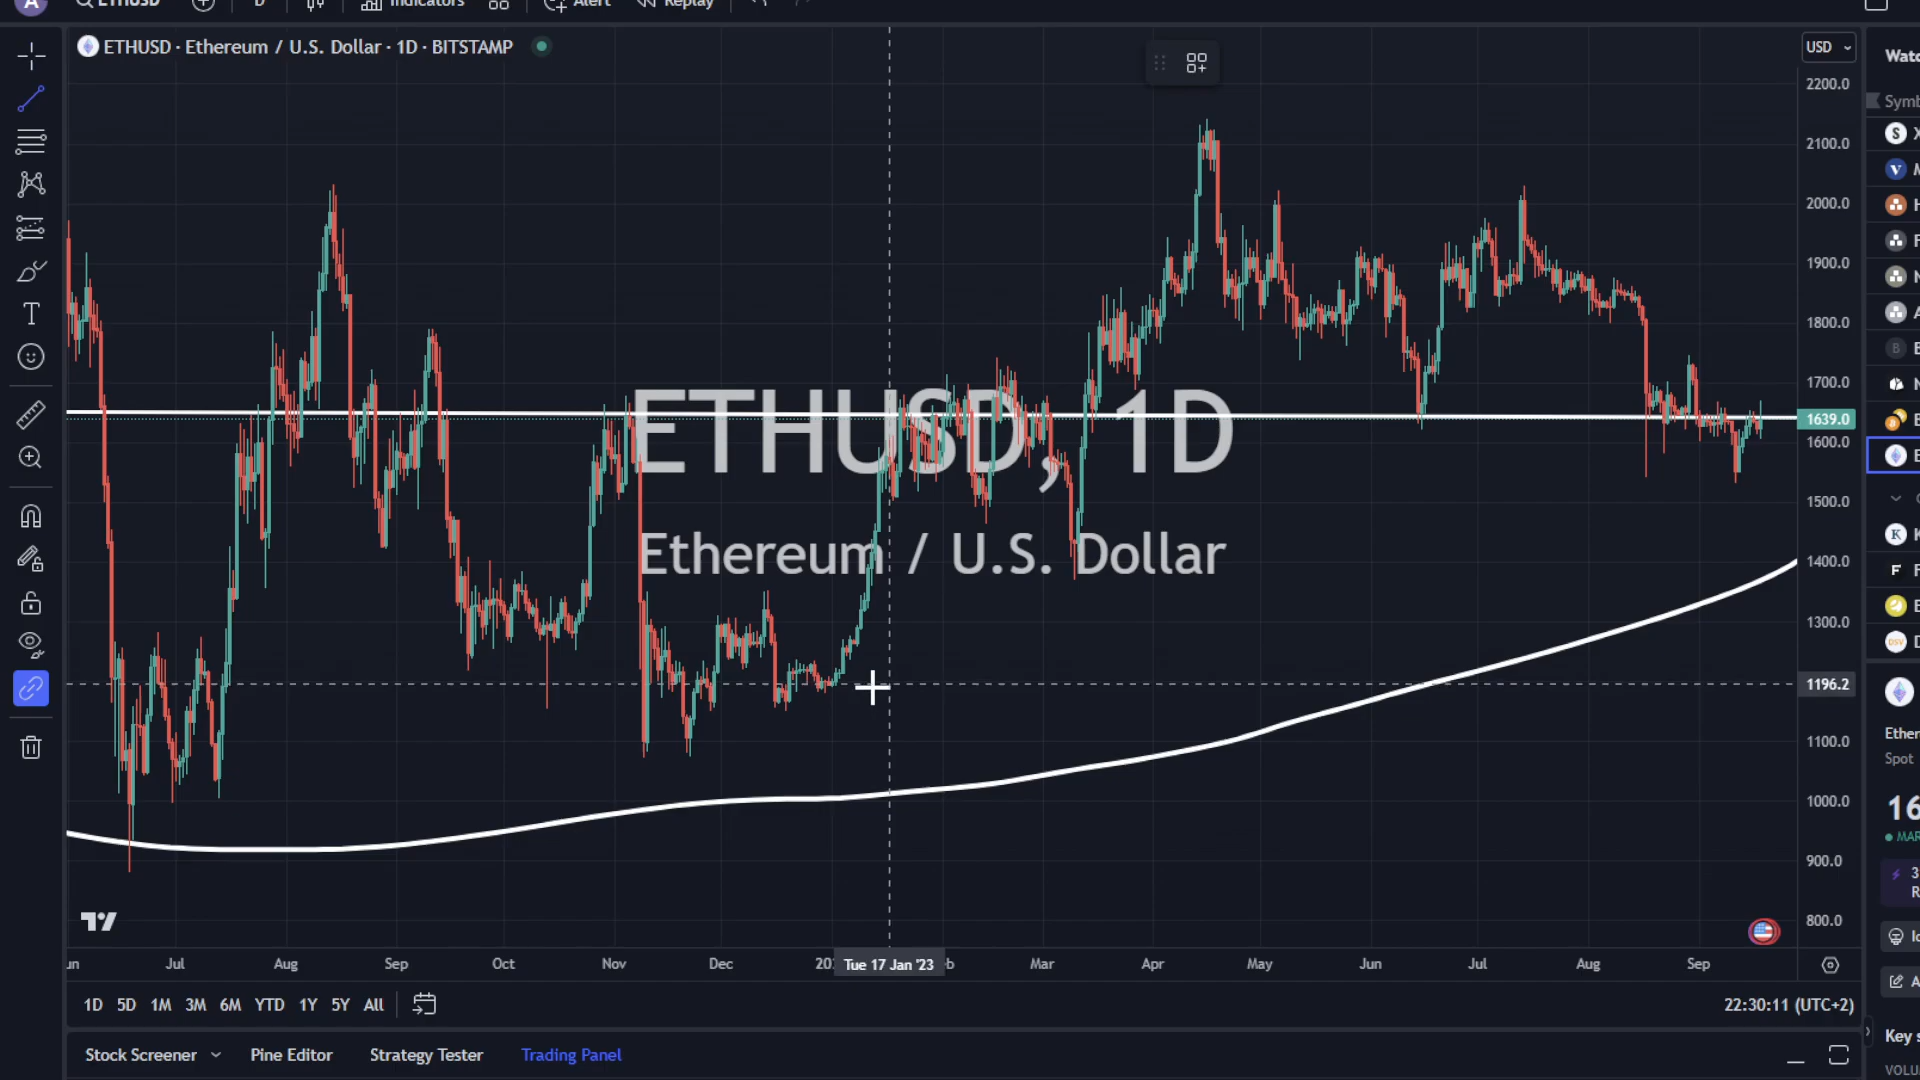 A
ETHUSD
D
Indicators
Alert
Replay
ETHUSD · Ethereum / U.S. Dollar · 1D · BITSTAMP
USD
2200.0
2100.0
2000.0
1900.0
1800.0
1700.0
1639.0
1600.0
1500.0
1400.0
1300.0
1196.2
1100.0
1000.0
900.0
800.0
ETHUSD, 1D
Ethereum / U.S. Dollar
Jul
Aug
Sep
Oct
Nov
Dec
Tue 17 Jan '23
Mar
Apr
May
Jun
Jul
Aug
Sep
1D 5D 1M 3M 6M YTD 1Y 5Y All
22:30:11 (UTC+2)
Stock Screener
Pine Editor
Strategy Tester
Trading Panel
Spot
Key s